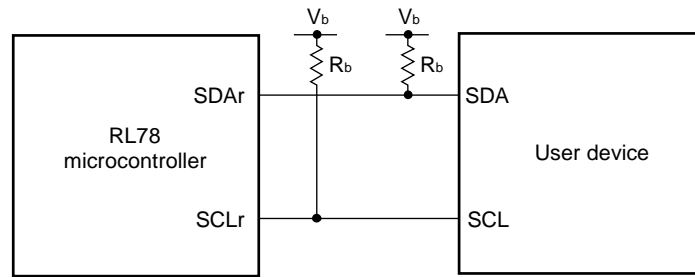 Vb Vb
Rb Rb
SDAr SDA
RL78
microcontroller
User device
SCLr SCL